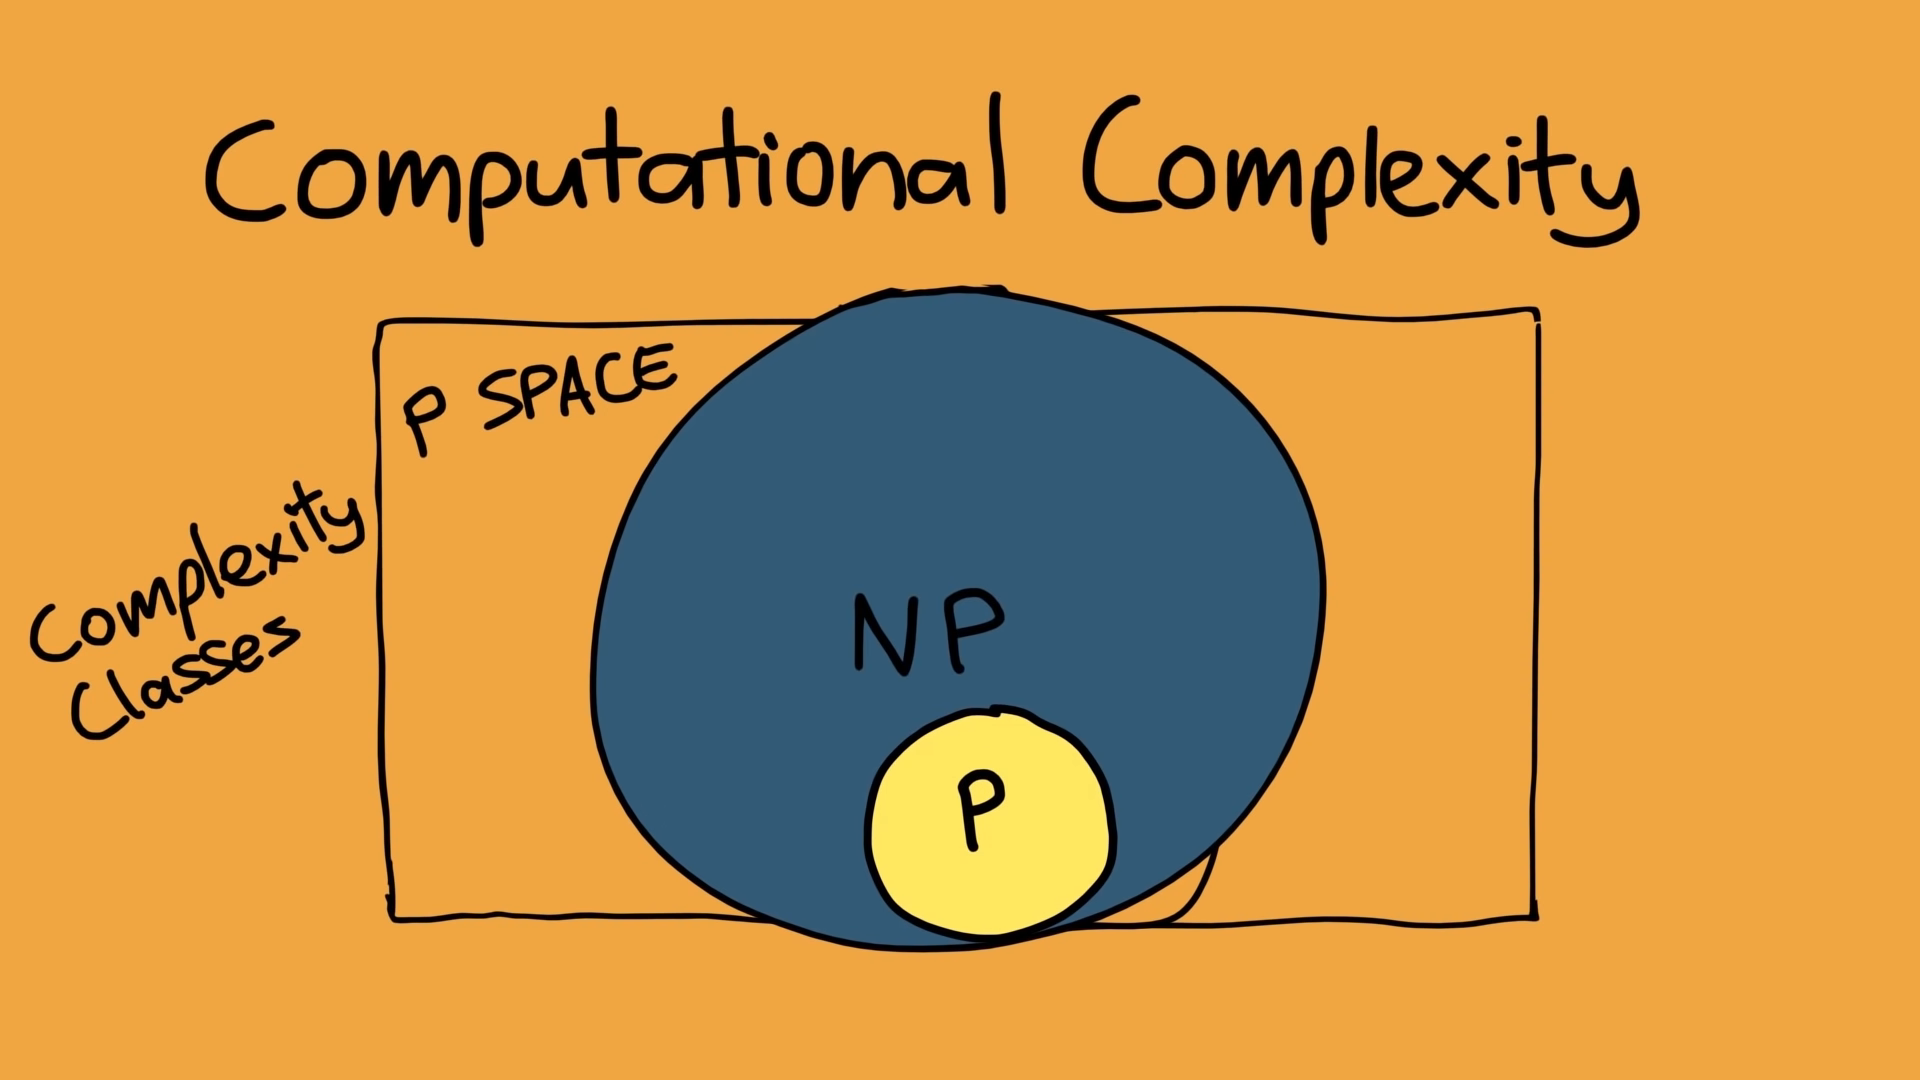 Computational Complexity
P SPACE
Complexity
Classes
NP
P